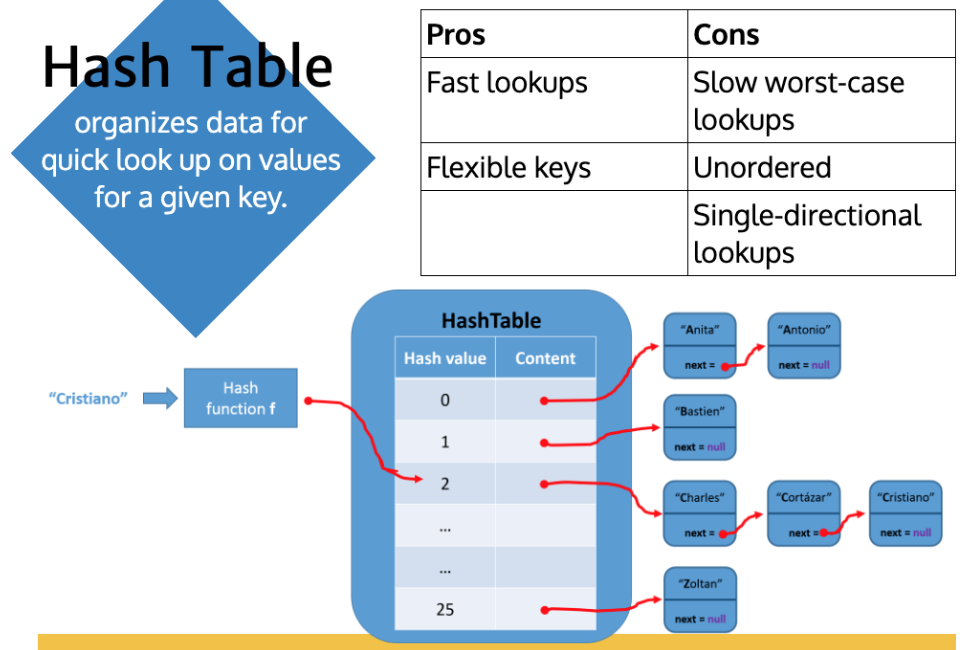 Hash Table
organizes data for
quick look up on values
for a given key.
Pros
Cons
Fast lookups
Slow worst-case
lookups
Flexible keys
Unordered
Single-directional
lookups
"Cristiano"
Hash
function f
HashTable
Hash value
Content
0
1
2
...
...
25
"Anita"
next =
"Antonio"
next = null
"Bastien"
next = null
"Charles"
next =
"Cortázar"
next =
"Cristiano"
next = null
"Zoltan"
next = null